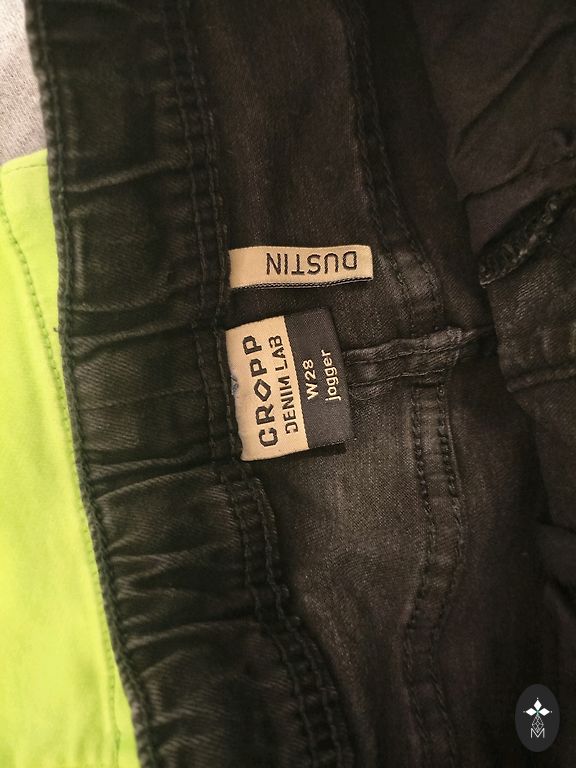 DUSTIN
CROPP
DENIM LAB
W28
jogger
M